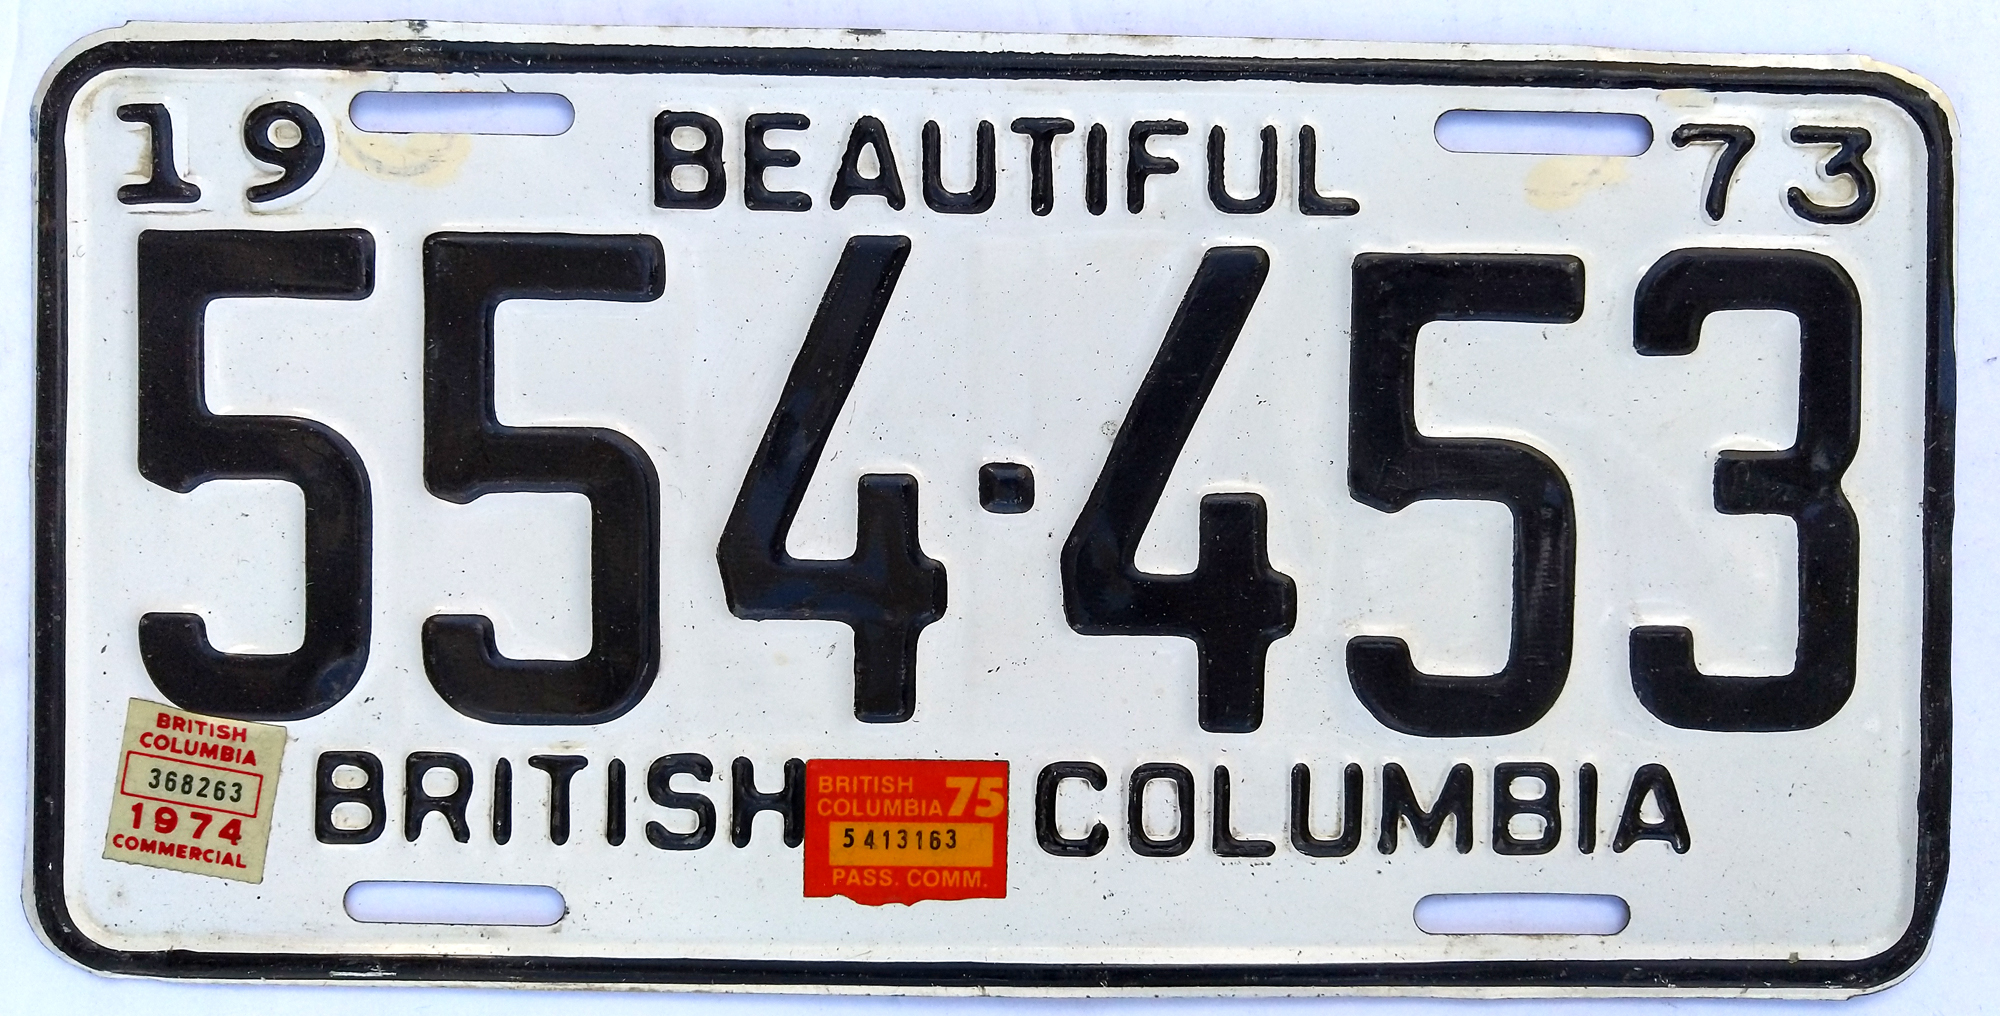 19 BEAUTIFUL 73
554·453
BRITISH COLUMBIA
BRITISH
COLUMBIA
368263
1974
COMMERCIAL
BRITISH
COLUMBIA 75
5413163
PASS. COMM.